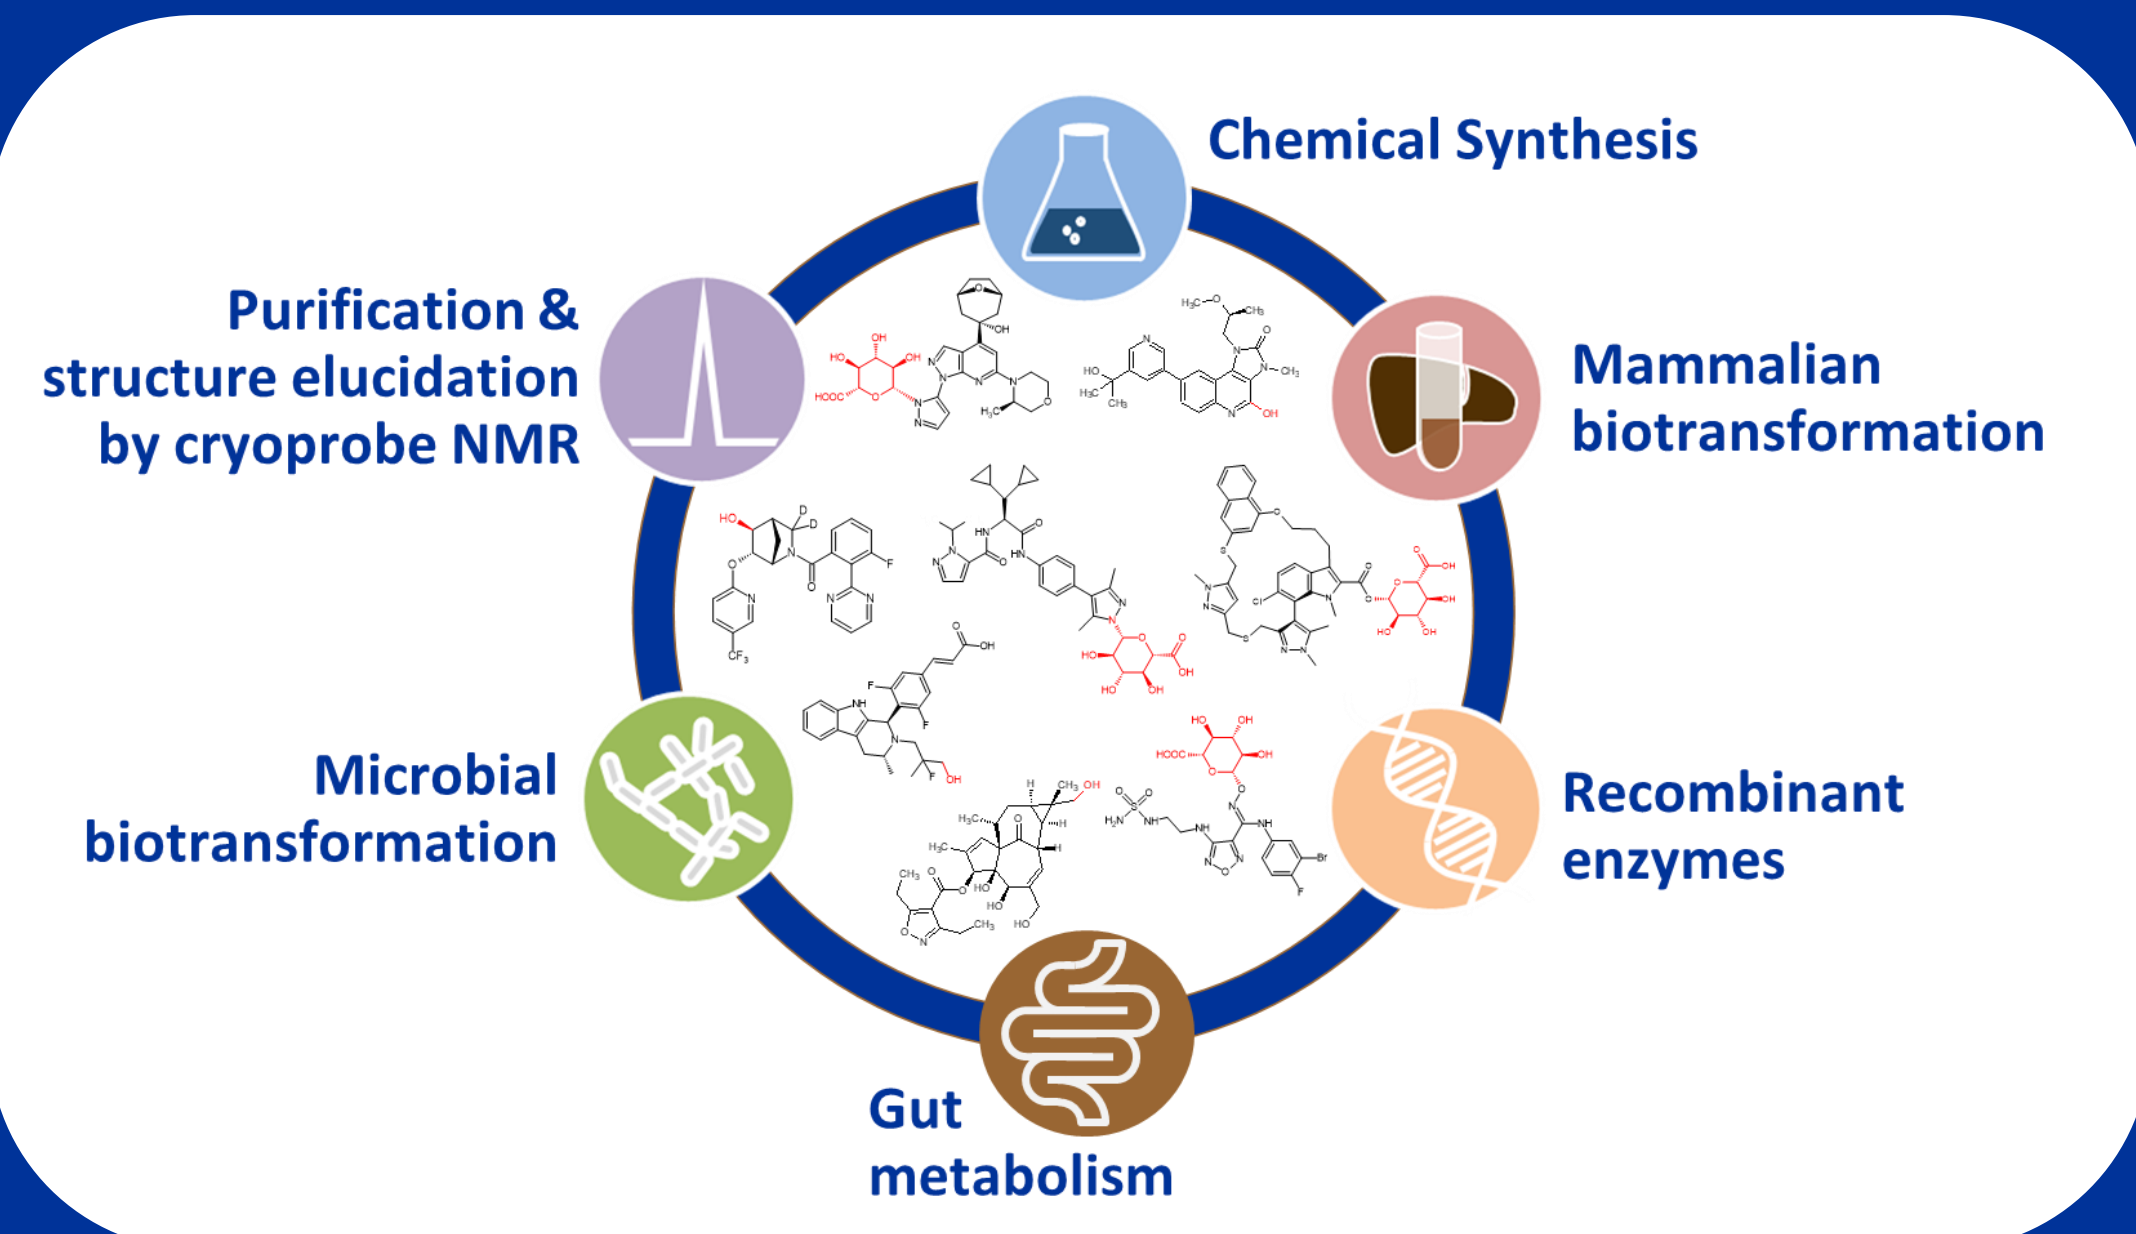 Chemical Synthesis
Purification &
structure elucidation
by cryoprobe NMR
Mammalian
biotransformation
Microbial
biotransformation
Recombinant
enzymes
Gut
metabolism